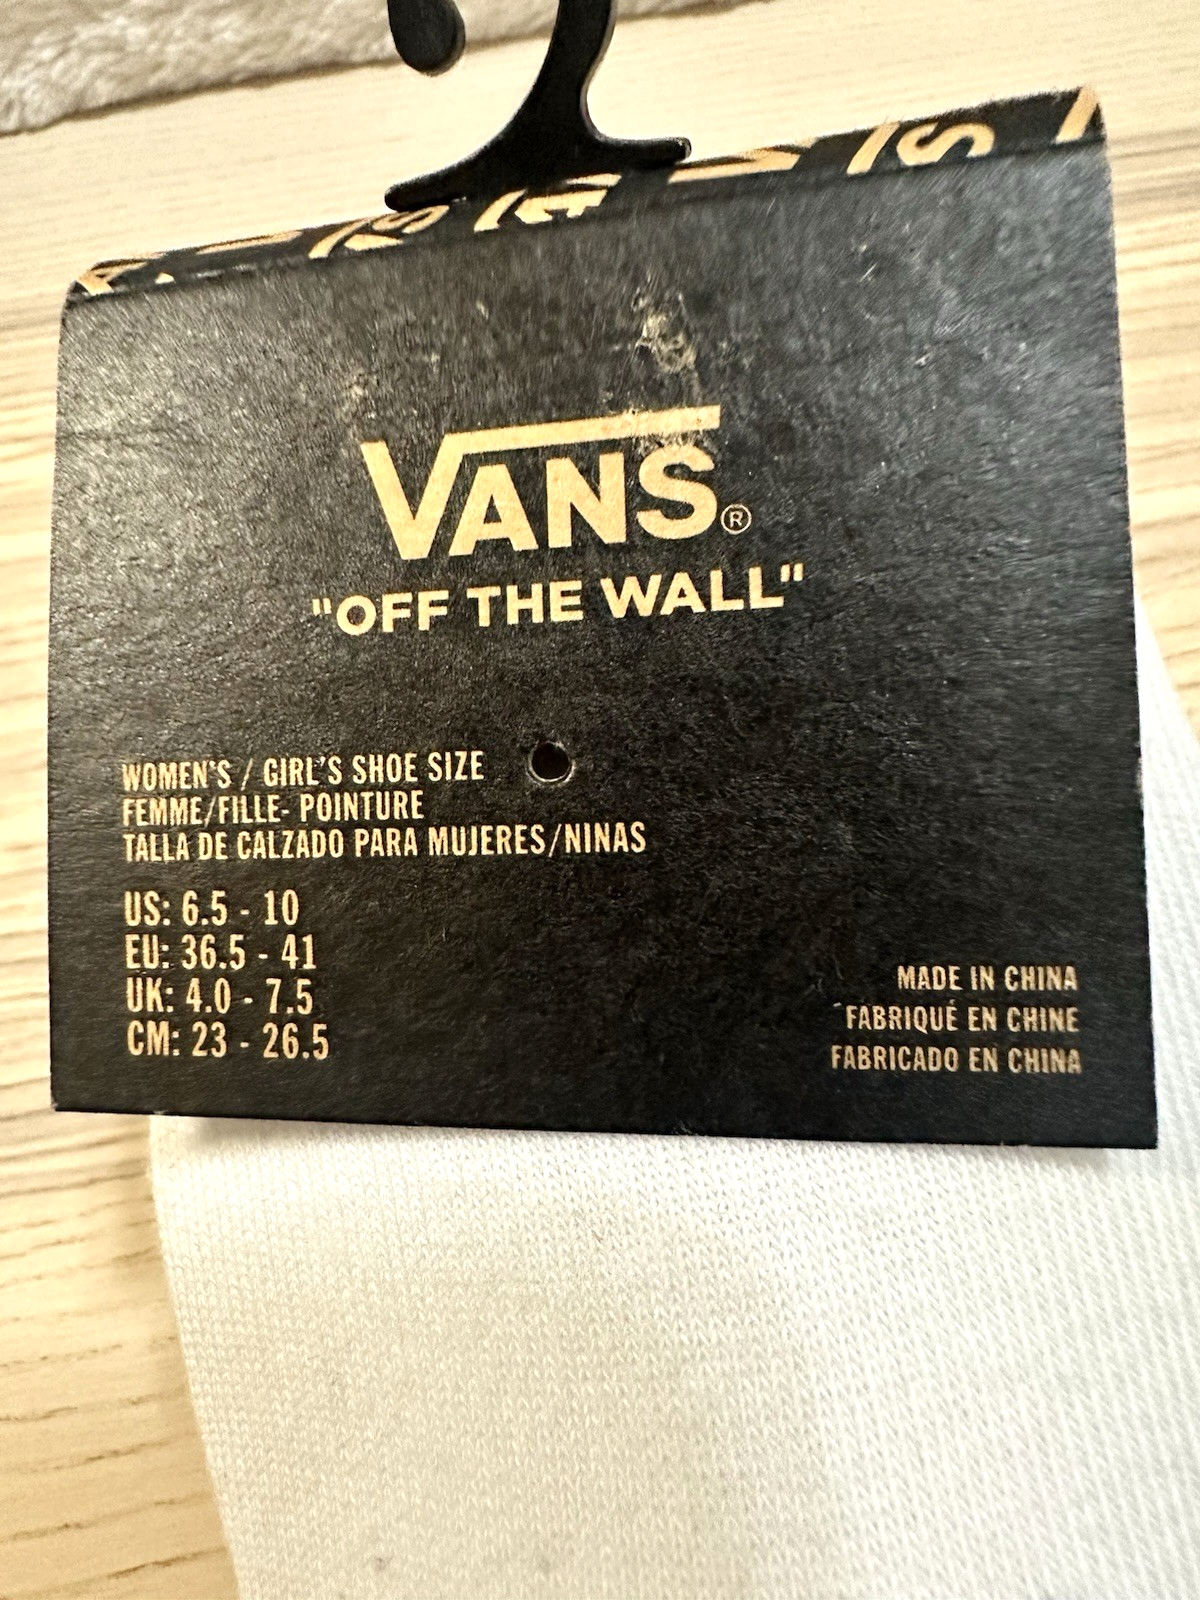 VANS®
"OFF THE WALL"
WOMEN'S / GIRL'S SHOE SIZE
FEMME/FILLE- POINTURE
TALLA DE CALZADO PARA MUJERES/NINAS
US: 6.5 - 10
EU: 36.5 - 41
UK: 4.0 - 7.5
CM: 23 - 26.5
MADE IN CHINA
FABRIQUÉ EN CHINE
FABRICADO EN CHINA